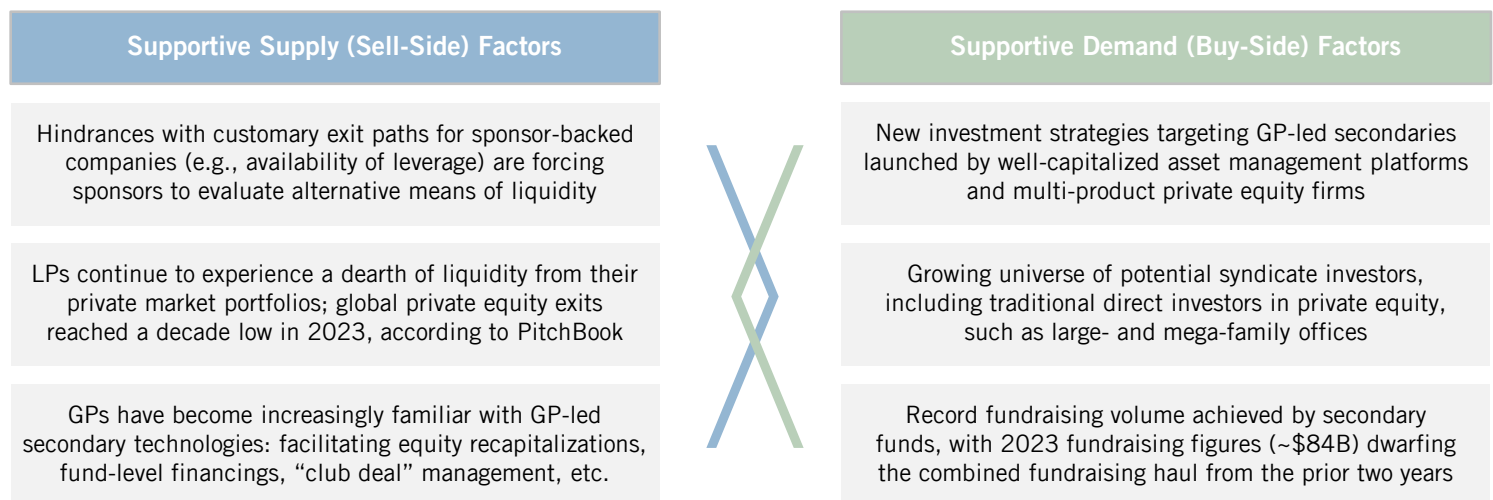 Supportive Supply (Sell-Side) Factors
Hindrances with customary exit paths for sponsor-backed
companies (e.g., availability of leverage) are forcing
sponsors to evaluate alternative means of liquidity
LPs continue to experience a dearth of liquidity from their
private market portfolios; global private equity exits
reached a decade low in 2023, according to PitchBook
GPs have become increasingly familiar with GP-led
secondary technologies: facilitating equity recapitalizations,
fund-level financings, “club deal” management, etc.
Supportive Demand (Buy-Side) Factors
New investment strategies targeting GP-led secondaries
launched by well-capitalized asset management platforms
and multi-product private equity firms
Growing universe of potential syndicate investors,
including traditional direct investors in private equity,
such as large- and mega-family offices
Record fundraising volume achieved by secondary
funds, with 2023 fundraising figures (~$84B) dwarfing
the combined fundraising haul from the prior two years